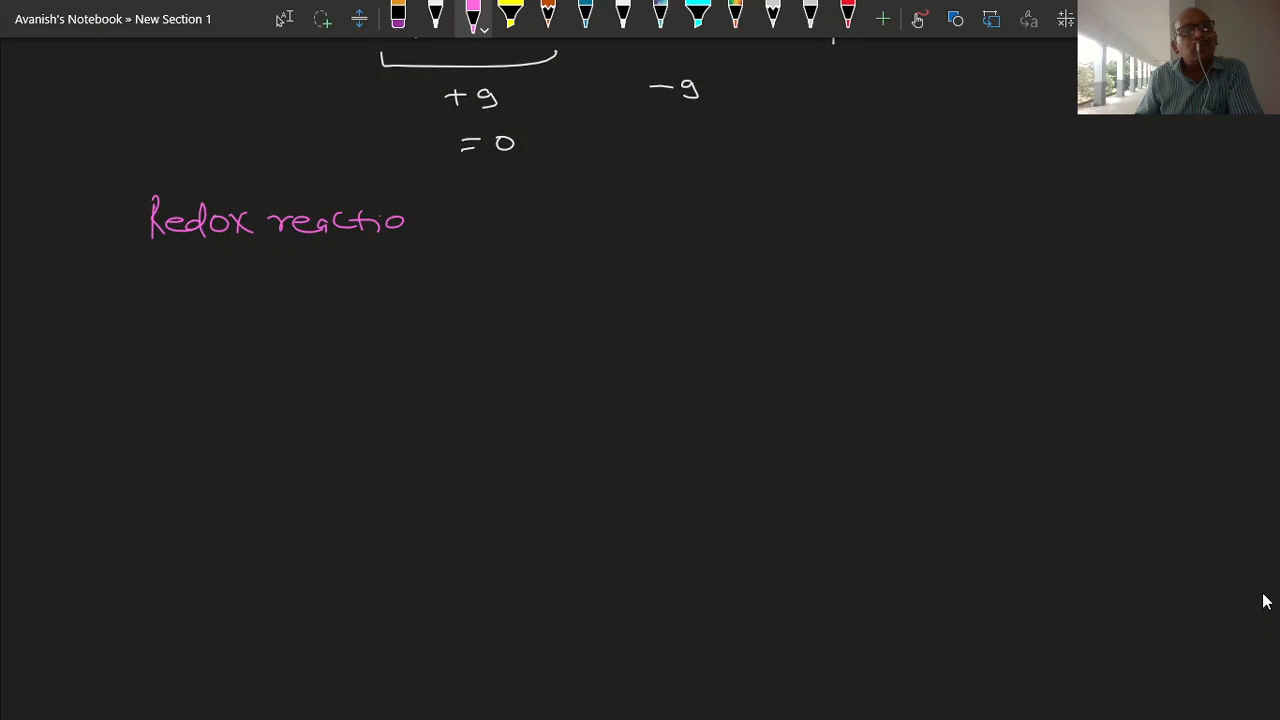 Avanish's Notebook » New Section 1
+ 9 - 9
= 0
Redox reactio